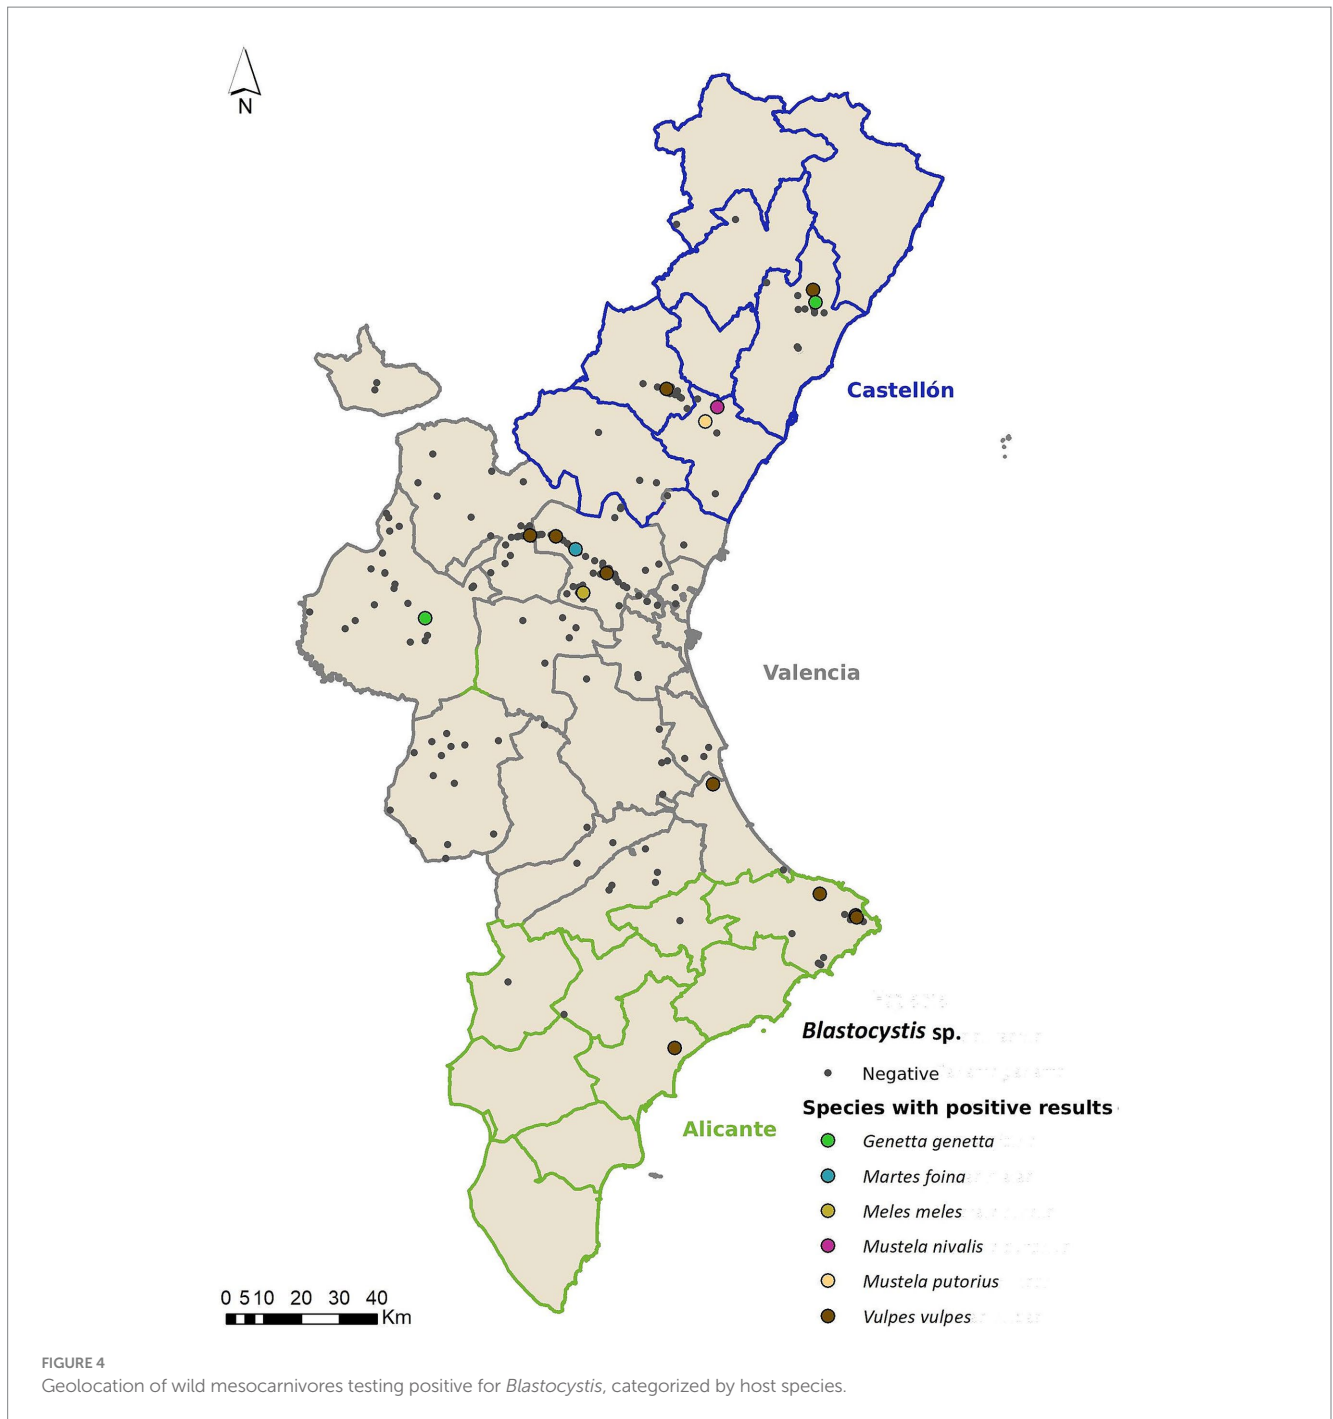 N
Castellón
Valencia
Blastocystis sp.
Negative
Species with positive results
Alicante
Genetta genetta
Martes foina
Meles meles
Mustela nivalis
Mustela putorius
Vulpes vulpes
0 510 20 30 40
Km
FIGURE 4
Geolocation of wild mesocarnivores testing positive for Blastocystis, categorized by host species.